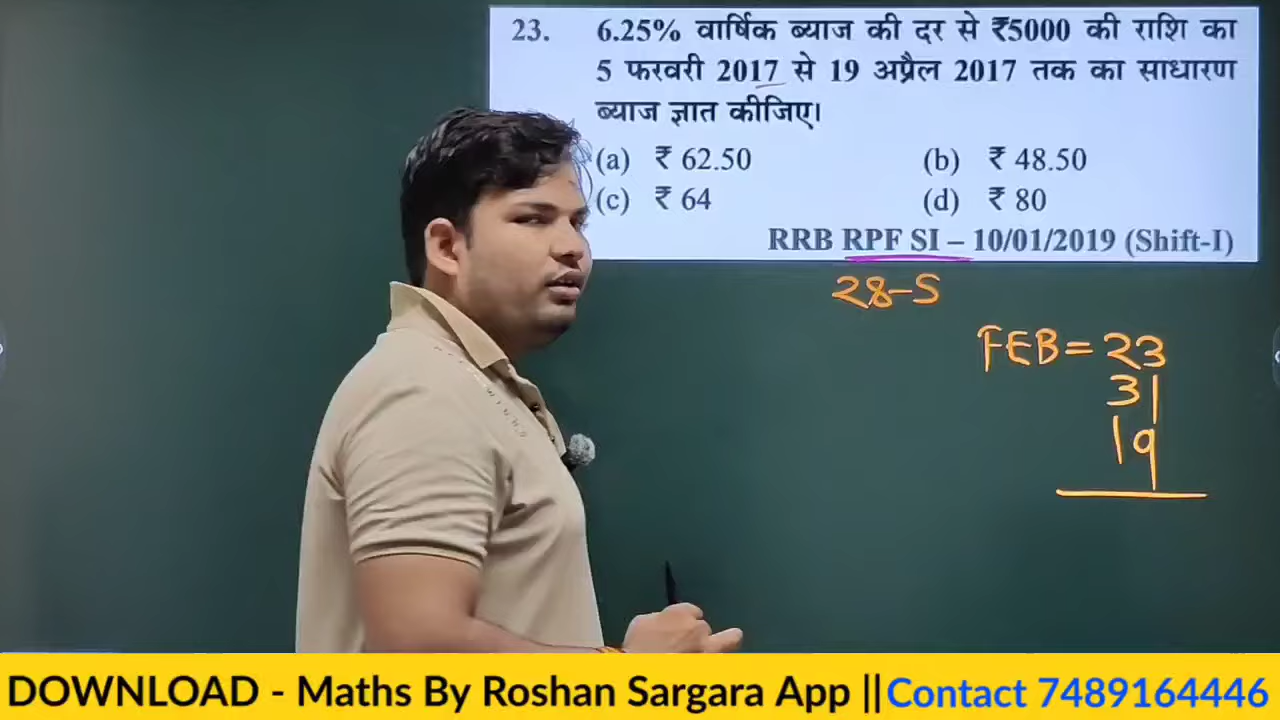 23. 6.25% वार्षिक ब्याज की दर से ₹5000 की राशि का
5 फरवरी 2017 से 19 अप्रैल 2017 तक का साधारण
ब्याज ज्ञात कीजिए।
(a) ₹ 62.50 (b) ₹ 48.50
(c) ₹ 64 (d) ₹ 80
RRB RPF SI – 10/01/2019 (Shift-I)
28-5
FEB = 23
31
19
DOWNLOAD - Maths By Roshan Sargara App || Contact 7489164446